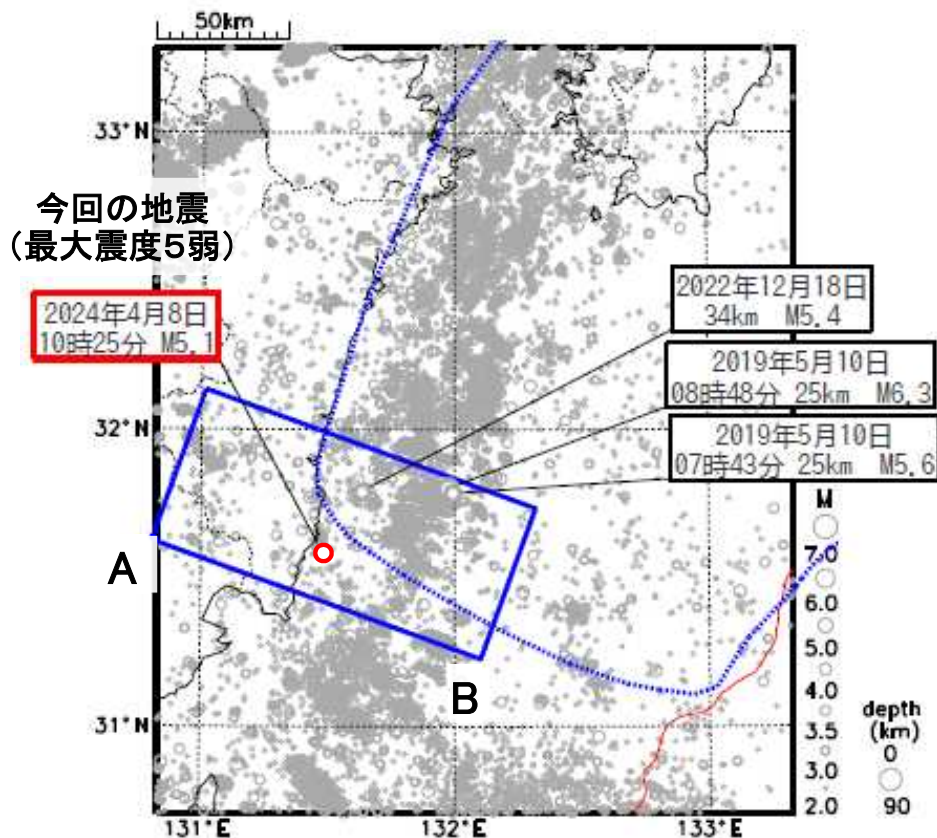 50km
33°N
今回の地震
(最大震度5弱)
2024年4月8日
10時25分 M5.1
2022年12月18日
34km M5.4
2019年5月10日
08時48分 25km M6.3
32°N
2019年5月10日
07時43分 25km M5.6
M
A
7.0
6.0
5.0
B
4.0
31°N
3.5
depth
(km)
0
3.0
2.0
90
131°E
132°E
133°E